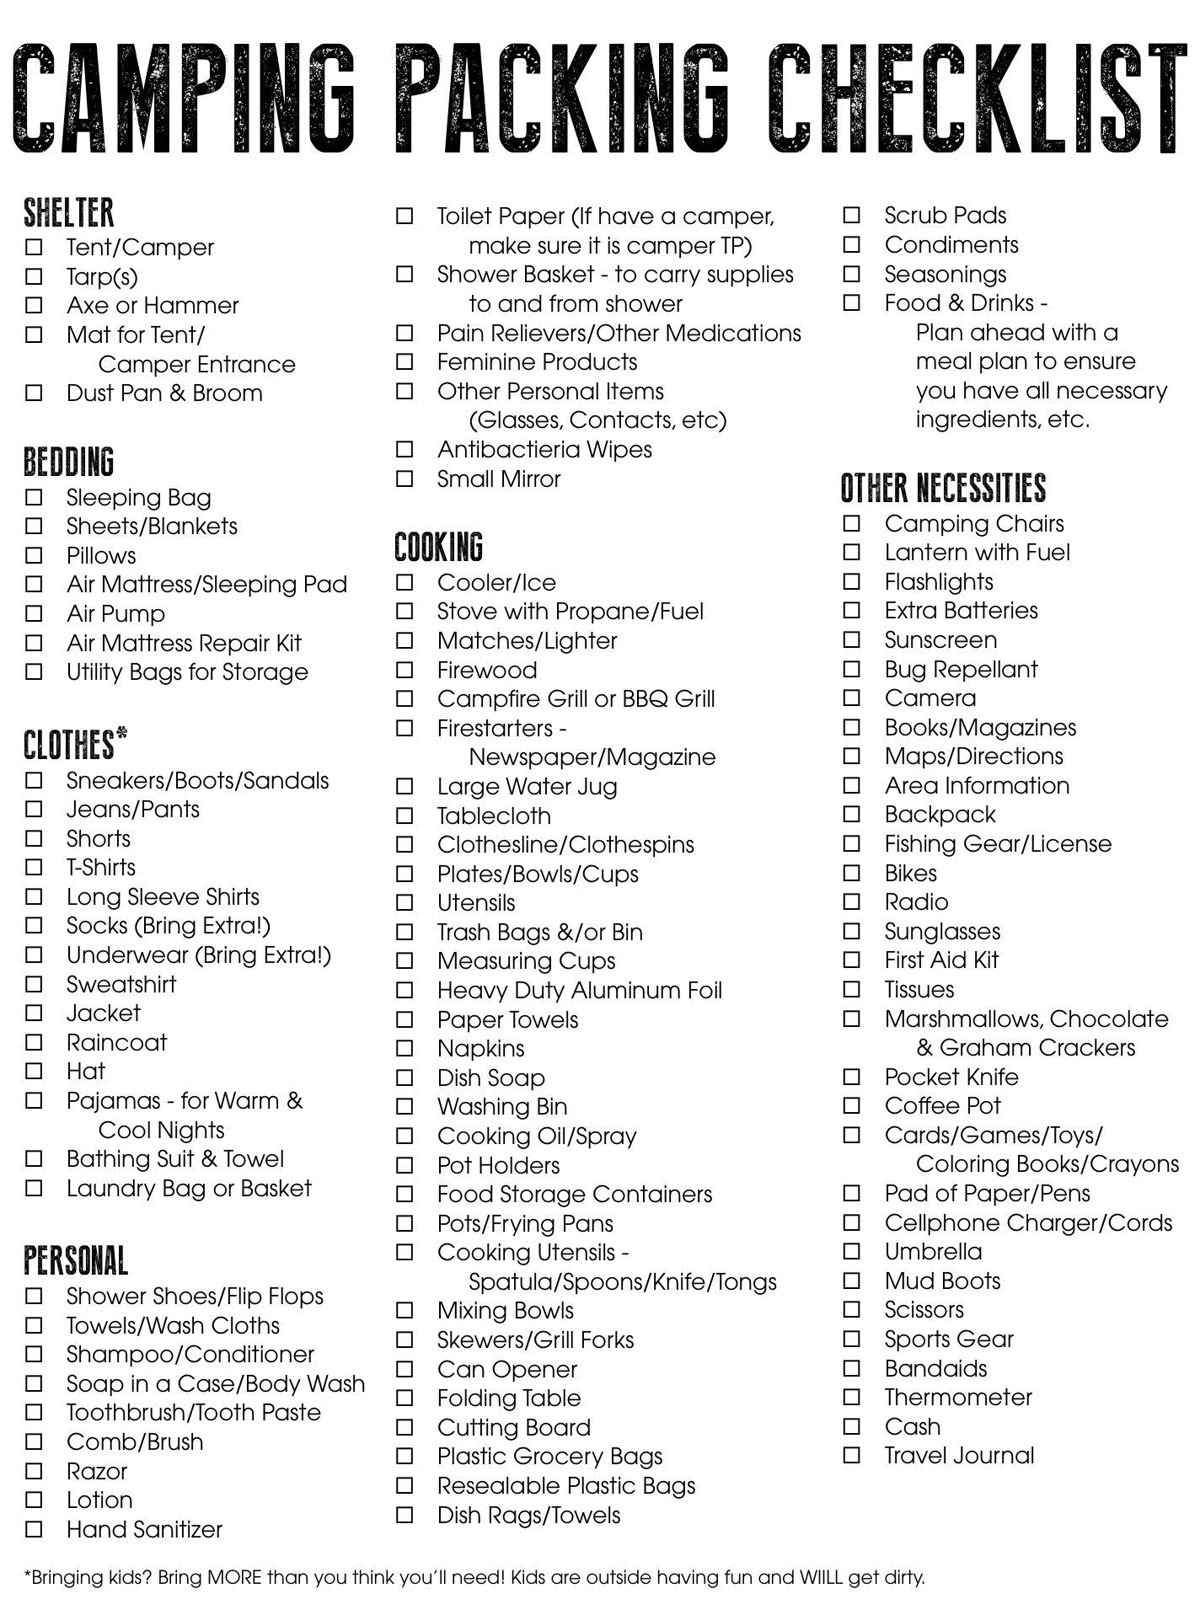 CAMPING PACKING CHECKLIST
SHELTER
☐ Tent/Camper
☐ Tarp(s)
☐ Axe or Hammer
☐ Mat for Tent/
Camper Entrance
☐ Dust Pan & Broom
BEDDING
☐ Sleeping Bag
☐ Sheets/Blankets
☐ Pillows
☐ Air Mattress/Sleeping Pad
☐ Air Pump
☐ Air Mattress Repair Kit
☐ Utility Bags for Storage
CLOTHES*
☐ Sneakers/Boots/Sandals
☐ Jeans/Pants
☐ Shorts
☐ T-Shirts
☐ Long Sleeve Shirts
☐ Socks (Bring Extra!)
☐ Underwear (Bring Extra!)
☐ Sweatshirt
☐ Jacket
☐ Raincoat
☐ Hat
☐ Pajamas - for Warm &
Cool Nights
☐ Bathing Suit & Towel
☐ Laundry Bag or Basket
PERSONAL
☐ Shower Shoes/Flip Flops
☐ Towels/Wash Cloths
☐ Shampoo/Conditioner
☐ Soap in a Case/Body Wash
☐ Toothbrush/Tooth Paste
☐ Comb/Brush
☐ Razor
☐ Lotion
☐ Hand Sanitizer
☐ Toilet Paper (If have a camper,
make sure it is camper TP)
☐ Shower Basket - to carry supplies
to and from shower
☐ Pain Relievers/Other Medications
☐ Feminine Products
☐ Other Personal Items
(Glasses, Contacts, etc)
☐ Antibactieria Wipes
☐ Small Mirror
COOKING
☐ Cooler/Ice
☐ Stove with Propane/Fuel
☐ Matches/Lighter
☐ Firewood
☐ Campfire Grill or BBQ Grill
☐ Firestarters -
Newspaper/Magazine
☐ Large Water Jug
☐ Tablecloth
☐ Clothesline/Clothespins
☐ Plates/Bowls/Cups
☐ Utensils
☐ Trash Bags &/or Bin
☐ Measuring Cups
☐ Heavy Duty Aluminum Foil
☐ Paper Towels
☐ Napkins
☐ Dish Soap
☐ Washing Bin
☐ Cooking Oil/Spray
☐ Pot Holders
☐ Food Storage Containers
☐ Pots/Frying Pans
☐ Cooking Utensils -
Spatula/Spoons/Knife/Tongs
☐ Mixing Bowls
☐ Skewers/Grill Forks
☐ Can Opener
☐ Folding Table
☐ Cutting Board
☐ Plastic Grocery Bags
☐ Resealable Plastic Bags
☐ Dish Rags/Towels
☐ Scrub Pads
☐ Condiments
☐ Seasonings
☐ Food & Drinks -
Plan ahead with a
meal plan to ensure
you have all necessary
ingredients, etc.
OTHER NECESSITIES
☐ Camping Chairs
☐ Lantern with Fuel
☐ Flashlights
☐ Extra Batteries
☐ Sunscreen
☐ Bug Repellant
☐ Camera
☐ Books/Magazines
☐ Maps/Directions
☐ Area Information
☐ Backpack
☐ Fishing Gear/License
☐ Bikes
☐ Radio
☐ Sunglasses
☐ First Aid Kit
☐ Tissues
☐ Marshmallows, Chocolate
& Graham Crackers
☐ Pocket Knife
☐ Coffee Pot
☐ Cards/Games/Toys/
Coloring Books/Crayons
☐ Pad of Paper/Pens
☐ Cellphone Charger/Cords
☐ Umbrella
☐ Mud Boots
☐ Scissors
☐ Sports Gear
☐ Bandaids
☐ Thermometer
☐ Cash
☐ Travel Journal
*Bringing kids? Bring MORE than you think you'll need! Kids are outside having fun and WIILL get dirty.